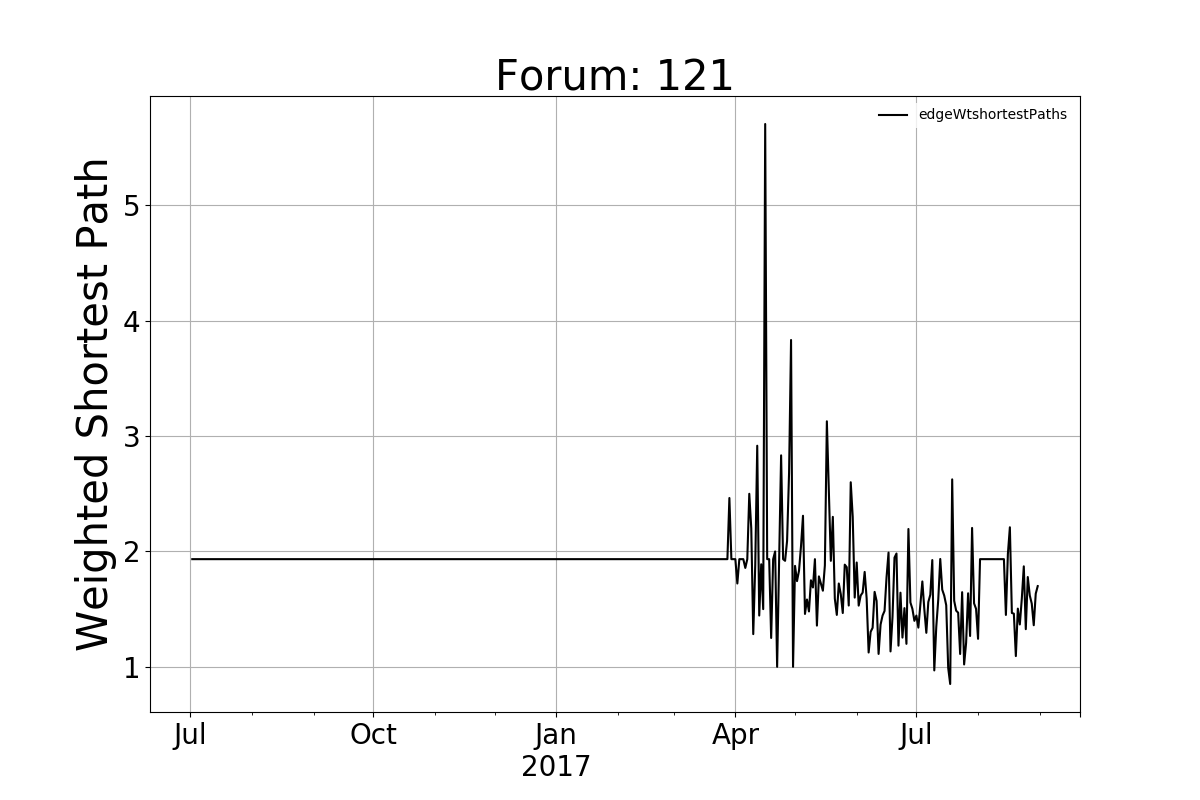 Forum: 121
edgeWtshortestPaths
Weighted Shortest Path
5
4
3
2
1
Jul
Oct
Jan
2017
Apr
Jul